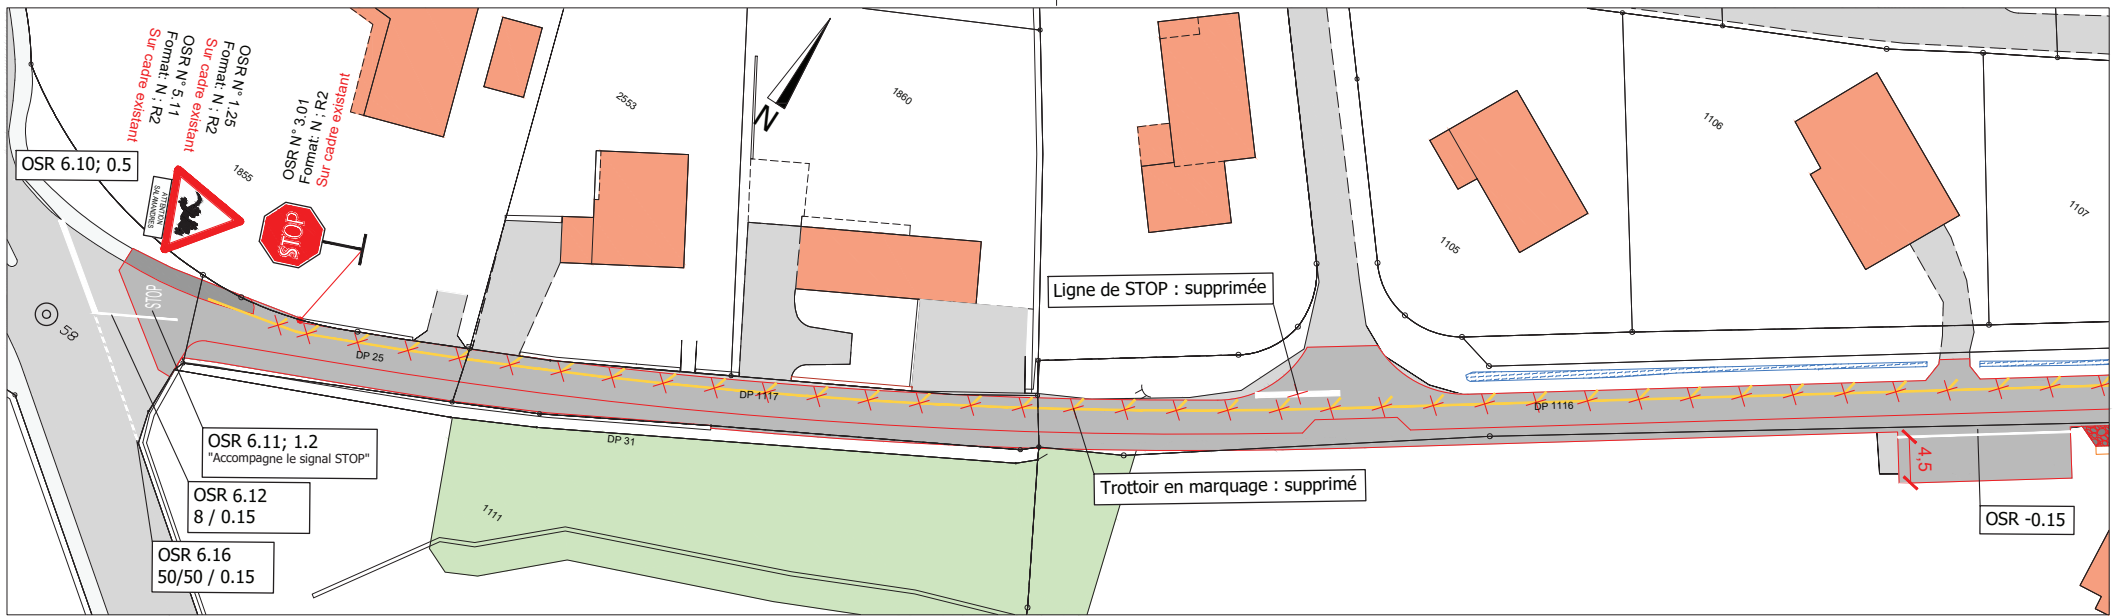 OSR N° 1.25
Format: N ; R2
Sur cadre existant
OSR N° 5.11
Format: N ; R2
Sur cadre existant
OSR N° 3.01
Format: N ; R2
Sur cadre existant
OSR 6.10; 0.5
ATTENTION
SALAMANDRES
STOP
1855
2553
1860
N
1106
1107
1105
Ligne de STOP : supprimée
STOP
58
DP 25
DP 1117
DP 1116
DP 31
OSR 6.11; 1.2
"Accompagne le signal STOP"
OSR 6.12
8 / 0.15
OSR 6.16
50/50 / 0.15
1111
Trottoir en marquage : supprimé
4,5
OSR -0.15